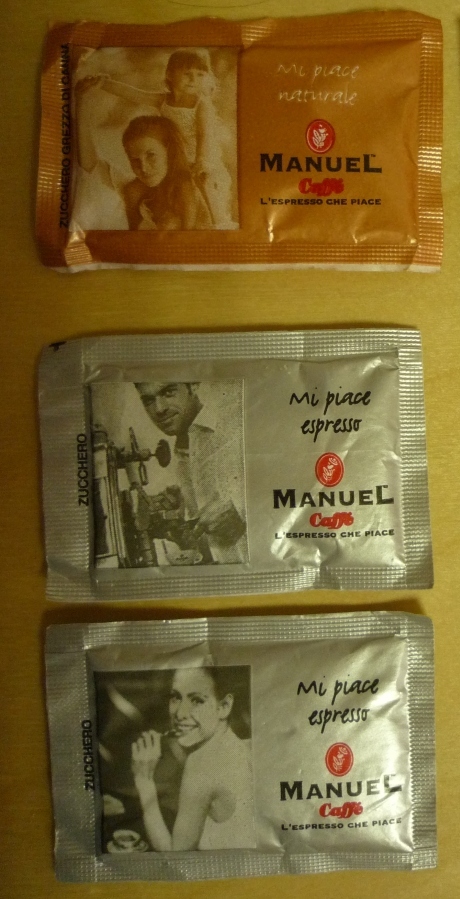 ZUCCHERO GREZZO DI CANNA
Mi piace
naturale
MANUEL
Caffè
L'ESPRESSO CHE PIACE
ZUCCHERO
Mi piace
espresso
MANUEL
Caffè
L'ESPRESSO CHE PIACE
ZUCCHERO
Mi piace
espresso
MANUEL
Caffè
L'ESPRESSO CHE PIACE